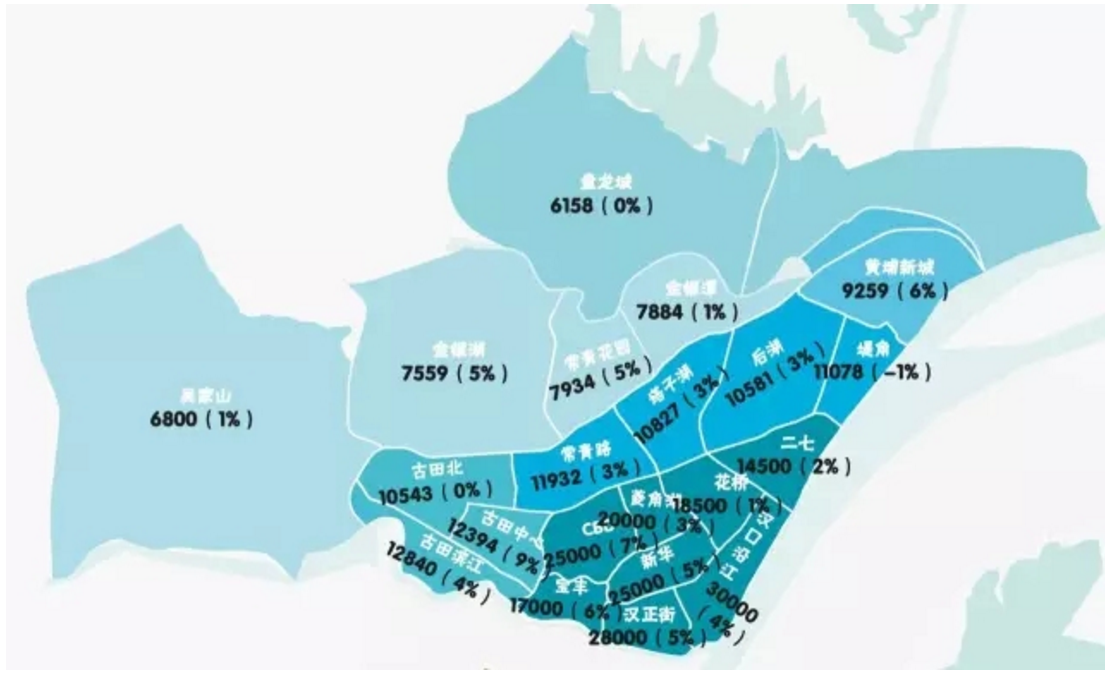 盘龙城
6158（0%）
黄埔新城
9259（6%）
金银潭
7884（1%）
金银湖
7559（5%）
常青花园
7934（5%）
塔子湖
10827（3%）
后湖
10581（3%）
堤角
11078（-1%）
吴家山
6800（1%）
二七
14500（2%）
常青路
11932（3%）
古田北
10543（0%）
花桥
18500（1%）
菱角湖
20000（3%）
古田中心
12394（9%）
CBD
25000（7%）
汉口沿江
30000
（4%）
古田滨江
12840（4%）
新华
25000（5%）
宝丰
17000（6%）
汉正街
28000（5%）